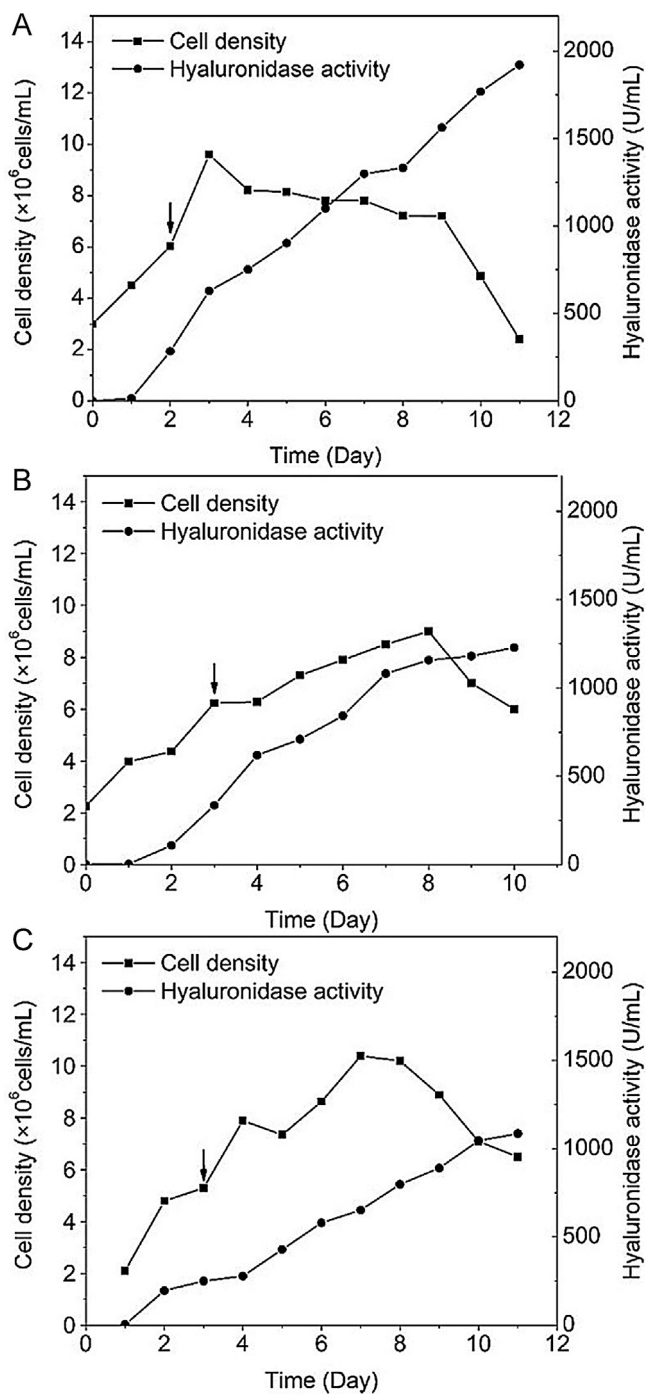 A
Cell density
Hyaluronidase activity
14
12
10
8
6
4
2
0
2000
1500
1000
500
0
Cell density (×10⁶cells/mL)
Hyaluronidase activity (U/mL)
0 2 4 6 8 10 12
Time (Day)
B
Cell density
Hyaluronidase activity
14
12
10
8
6
4
2
0
2000
1500
1000
500
0
Cell density (×10⁶cells/mL)
Hyaluronidase activity (U/mL)
0 2 4 6 8 10
Time (Day)
C
Cell density
Hyaluronidase activity
14
12
10
8
6
4
2
0
2000
1500
1000
500
0
Cell density (×10⁶cells/mL)
Hyaluronidase activity (U/mL)
0 2 4 6 8 10 12
Time (Day)